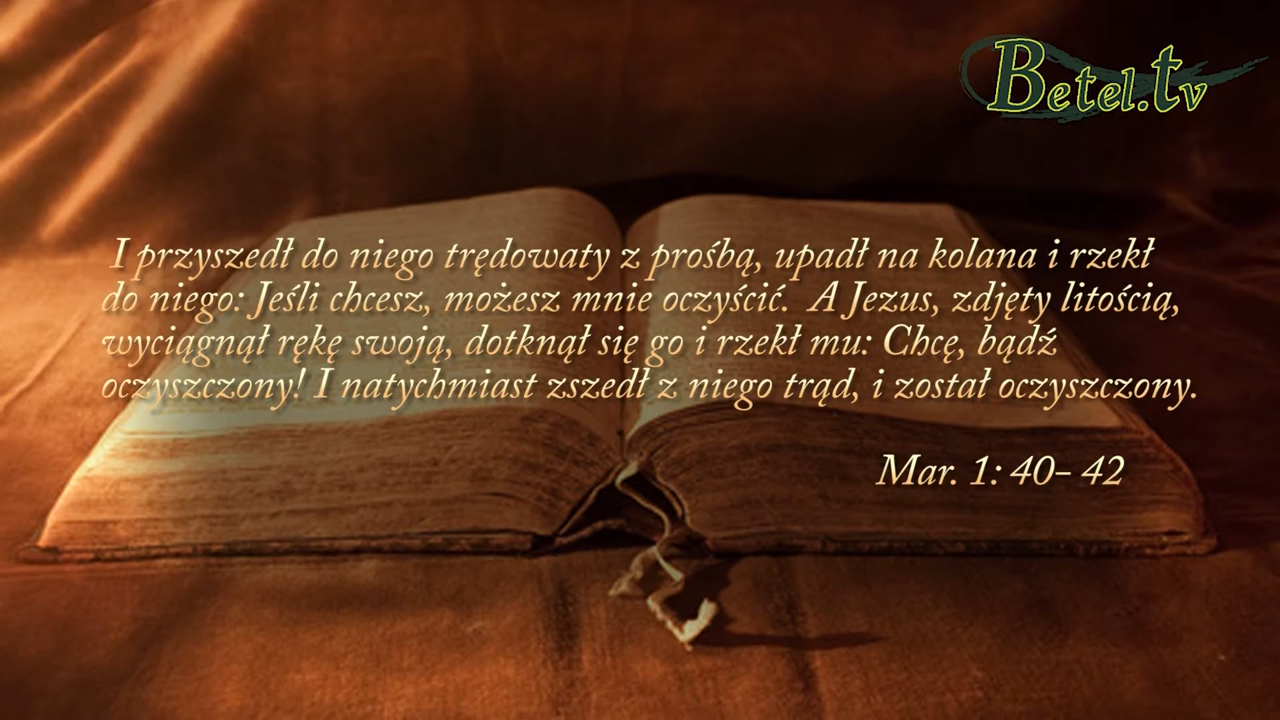 Betel.tv
I przyszedł do niego trędowaty z prośbą, upadł na kolana i rzekł
do niego: Jeśli chcesz, możesz mnie oczyścić. A Jezus, zdjęty litością,
wyciągnął rękę swoją, dotknął się go i rzekł mu: Chcę, bądź
oczyszczony! I natychmiast zszedł z niego trąd, i został oczyszczony.
Mar. 1: 40- 42